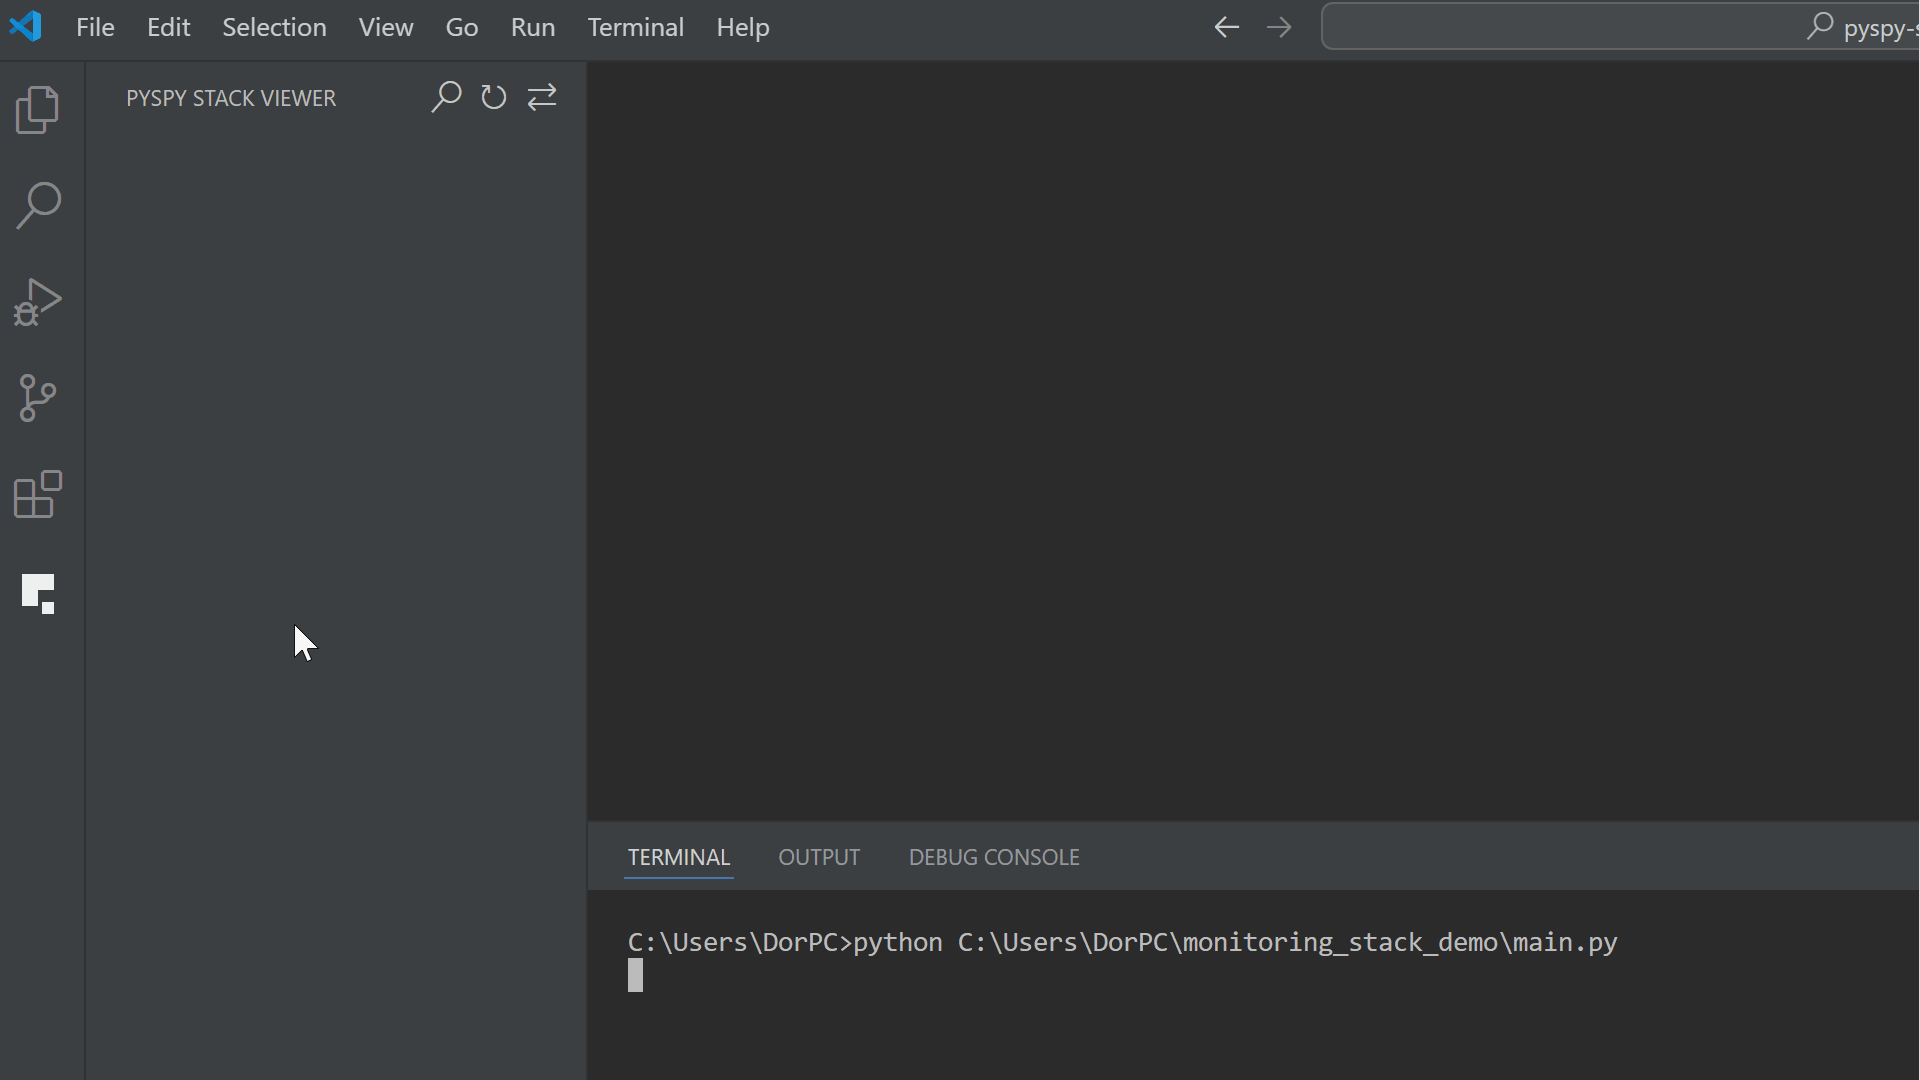 File Edit Selection View Go Run Terminal Help
pyspy-s
PYSPY STACK VIEWER
TERMINAL OUTPUT DEBUG CONSOLE
C:\Users\DorPC>python C:\Users\DorPC\monitoring_stack_demo\main.py